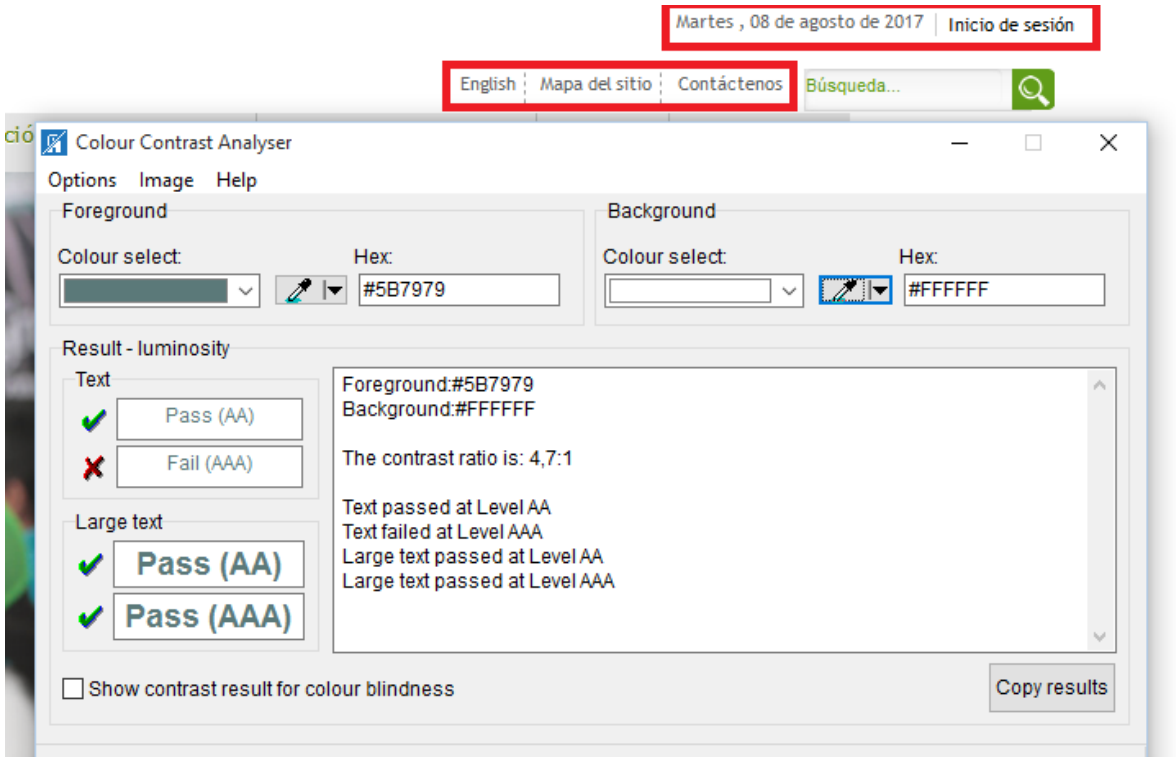 Martes , 08 de agosto de 2017 Inicio de sesión
English Mapa del sitio Contáctenos Búsqueda...
ció
Colour Contrast Analyser
Options Image Help
Foreground Background
Colour select: Hex: Colour select: Hex:
#5B7979 #FFFFFF
Result - luminosity
Text
Pass (AA)
Fail (AAA)
Large text
Pass (AA)
Pass (AAA)
Foreground:#5B7979
Background:#FFFFFF
The contrast ratio is: 4,7:1
Text passed at Level AA
Text failed at Level AAA
Large text passed at Level AA
Large text passed at Level AAA
Show contrast result for colour blindness
Copy results